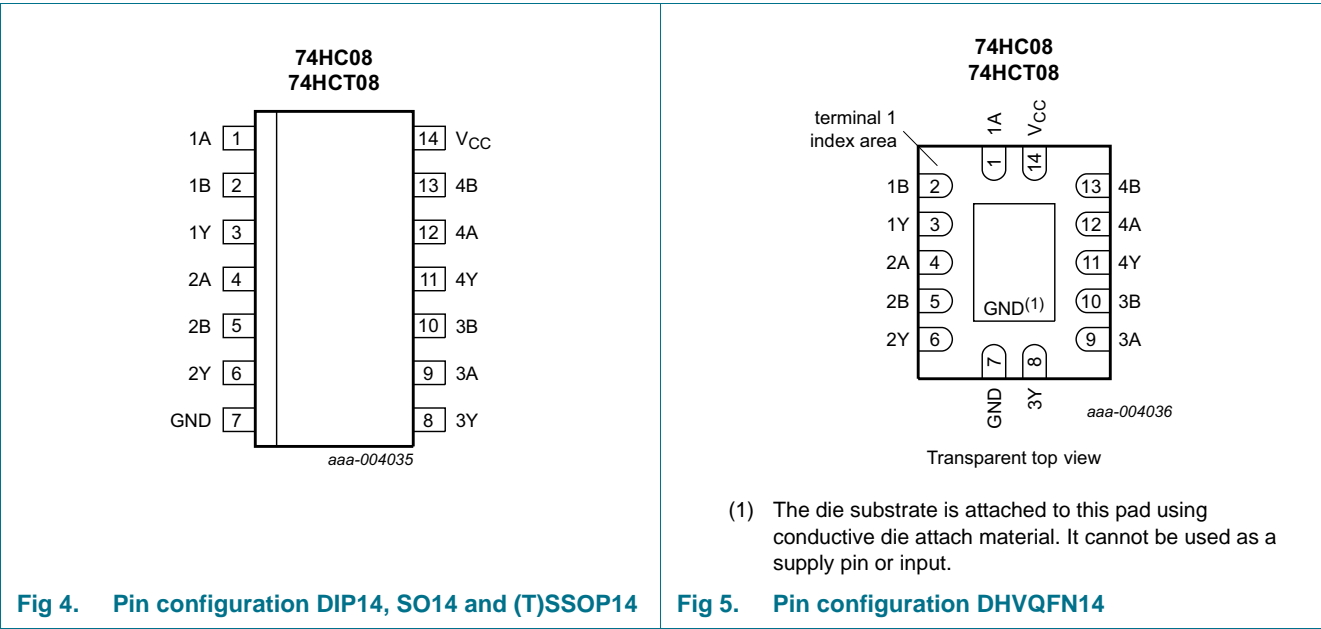 74HC08
74HCT08
1A 1
14 VCC
1B 2
13 4B
1Y 3
12 4A
2A 4
11 4Y
2B 5
10 3B
2Y 6
9 3A
GND 7
8 3Y
aaa-004035
Fig 4. Pin configuration DIP14, SO14 and (T)SSOP14
74HC08
74HCT08
terminal 1
index area
1A
VCC
1
14
1B 2
13 4B
1Y 3
12 4A
2A 4
11 4Y
2B 5
10 3B
GND(1)
2Y 6
9 3A
7
8
GND
3Y
aaa-004036
Transparent top view
(1) The die substrate is attached to this pad using
conductive die attach material. It cannot be used as a
supply pin or input.
Fig 5. Pin configuration DHVQFN14